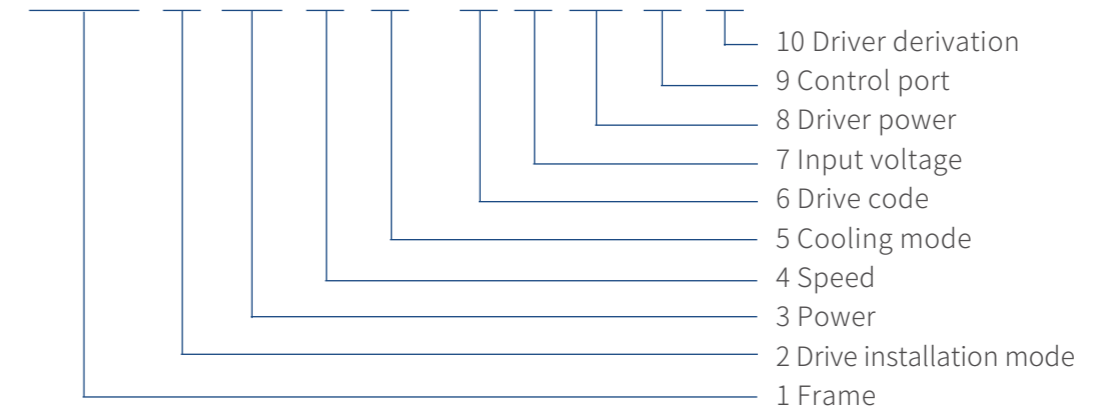 10 Driver derivation
9 Control port
8 Driver power
7 Input voltage
6 Drive code
5 Cooling mode
4 Speed
3 Power
2 Drive installation mode
1 Frame